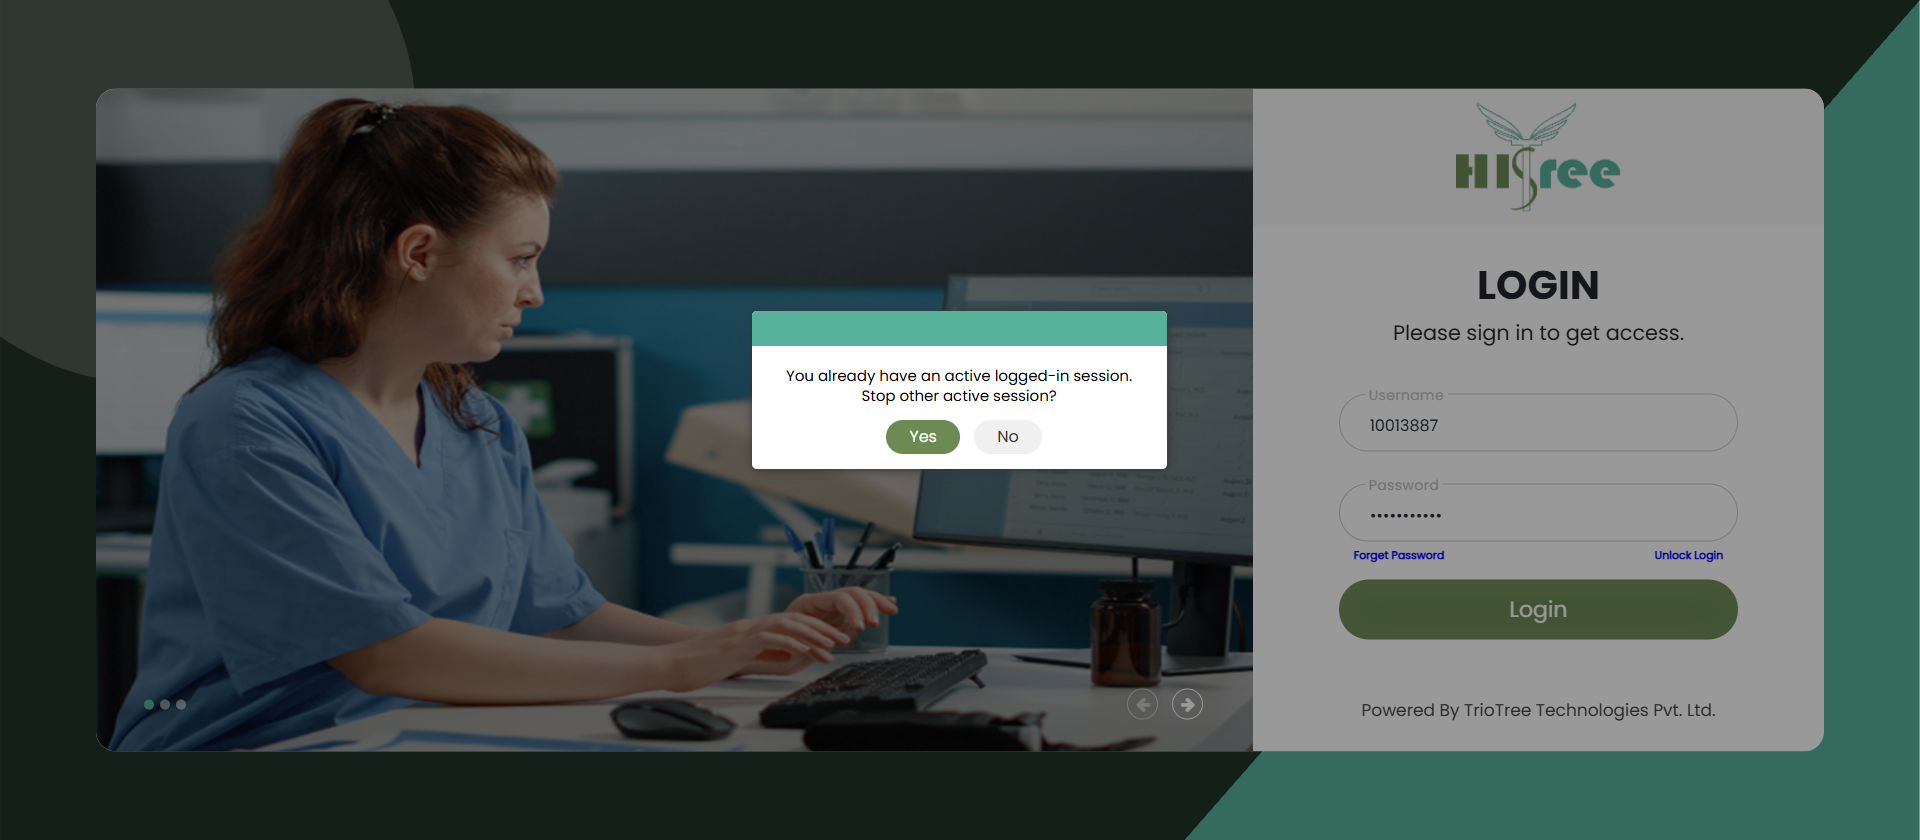 HISTree
LOGIN
Please sign in to get access.
You already have an active logged-in session.
Stop other active session?
Yes
No
Username
10013887
Password
•••••••••••
Forget Password
Unlock Login
Login
Powered By TrioTree Technologies Pvt. Ltd.